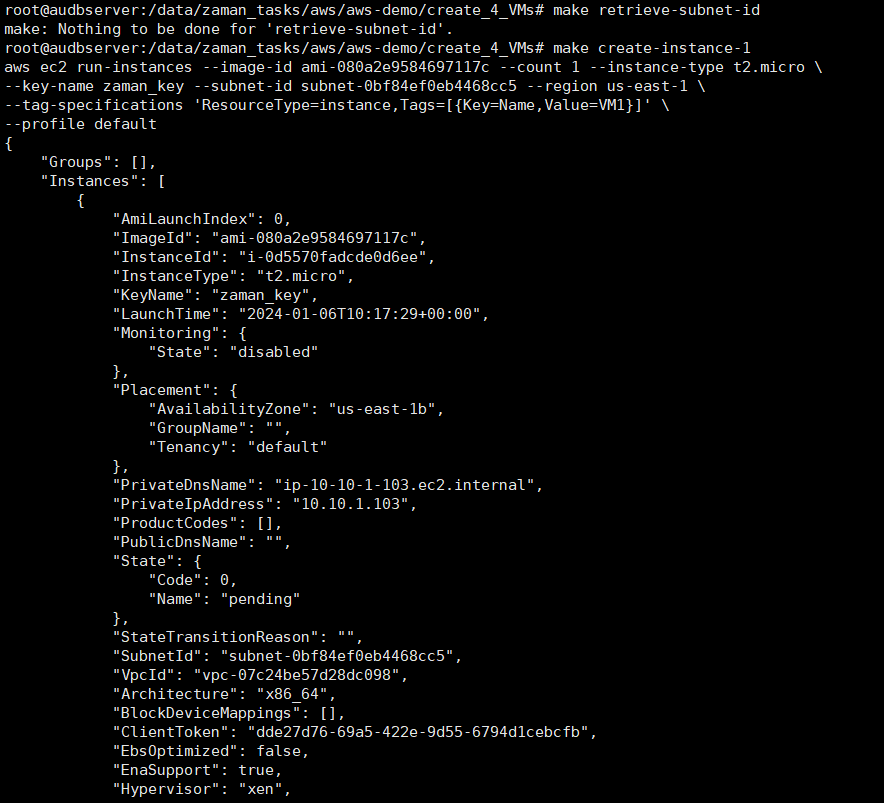 root@audbserver:/data/zaman_tasks/aws/aws-demo/create_4_VMs# make retrieve-subnet-id
make: Nothing to be done for 'retrieve-subnet-id'.
root@audbserver:/data/zaman_tasks/aws/aws-demo/create_4_VMs# make create-instance-1
aws ec2 run-instances --image-id ami-080a2e9584697117c --count 1 --instance-type t2.micro \
--key-name zaman_key --subnet-id subnet-0bf84ef0eb4468cc5 --region us-east-1 \
--tag-specifications 'ResourceType=instance,Tags=[{Key=Name,Value=VM1}]' \
--profile default
{
    "Groups": [],
    "Instances": [
        {
            "AmiLaunchIndex": 0,
            "ImageId": "ami-080a2e9584697117c",
            "InstanceId": "i-0d5570fadcde0d6ee",
            "InstanceType": "t2.micro",
            "KeyName": "zaman_key",
            "LaunchTime": "2024-01-06T10:17:29+00:00",
            "Monitoring": {
                "State": "disabled"
            },
            "Placement": {
                "AvailabilityZone": "us-east-1b",
                "GroupName": "",
                "Tenancy": "default"
            },
            "PrivateDnsName": "ip-10-10-1-103.ec2.internal",
            "PrivateIpAddress": "10.10.1.103",
            "ProductCodes": [],
            "PublicDnsName": "",
            "State": {
                "Code": 0,
                "Name": "pending"
            },
            "StateTransitionReason": "",
            "SubnetId": "subnet-0bf84ef0eb4468cc5",
            "VpcId": "vpc-07c24be57d28dc098",
            "Architecture": "x86_64",
            "BlockDeviceMappings": [],
            "ClientToken": "dde27d76-69a5-422e-9d55-6794d1cebcfb",
            "EbsOptimized": false,
            "EnaSupport": true,
            "Hypervisor": "xen",